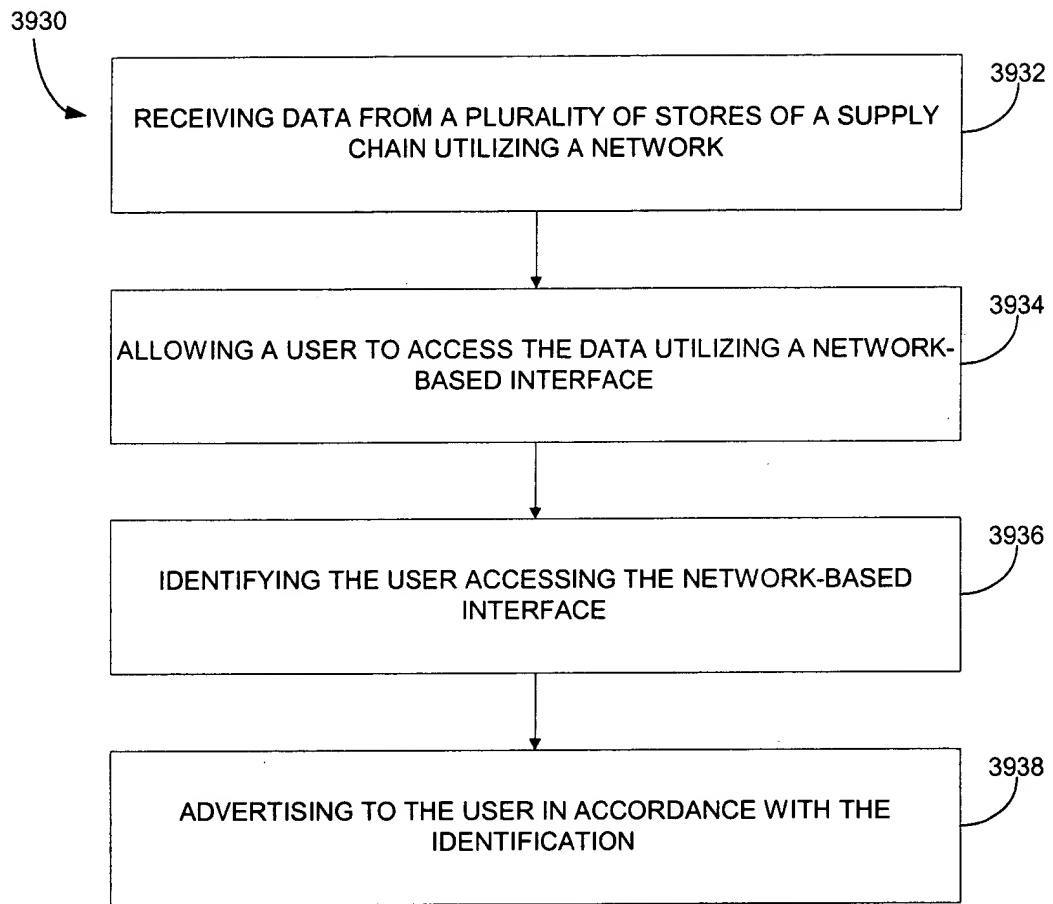 3930
3932
RECEIVING DATA FROM A PLURALITY OF STORES OF A SUPPLY
CHAIN UTILIZING A NETWORK
3934
ALLOWING A USER TO ACCESS THE DATA UTILIZING A NETWORK-
BASED INTERFACE
3936
IDENTIFYING THE USER ACCESSING THE NETWORK-BASED
INTERFACE
3938
ADVERTISING TO THE USER IN ACCORDANCE WITH THE
IDENTIFICATION